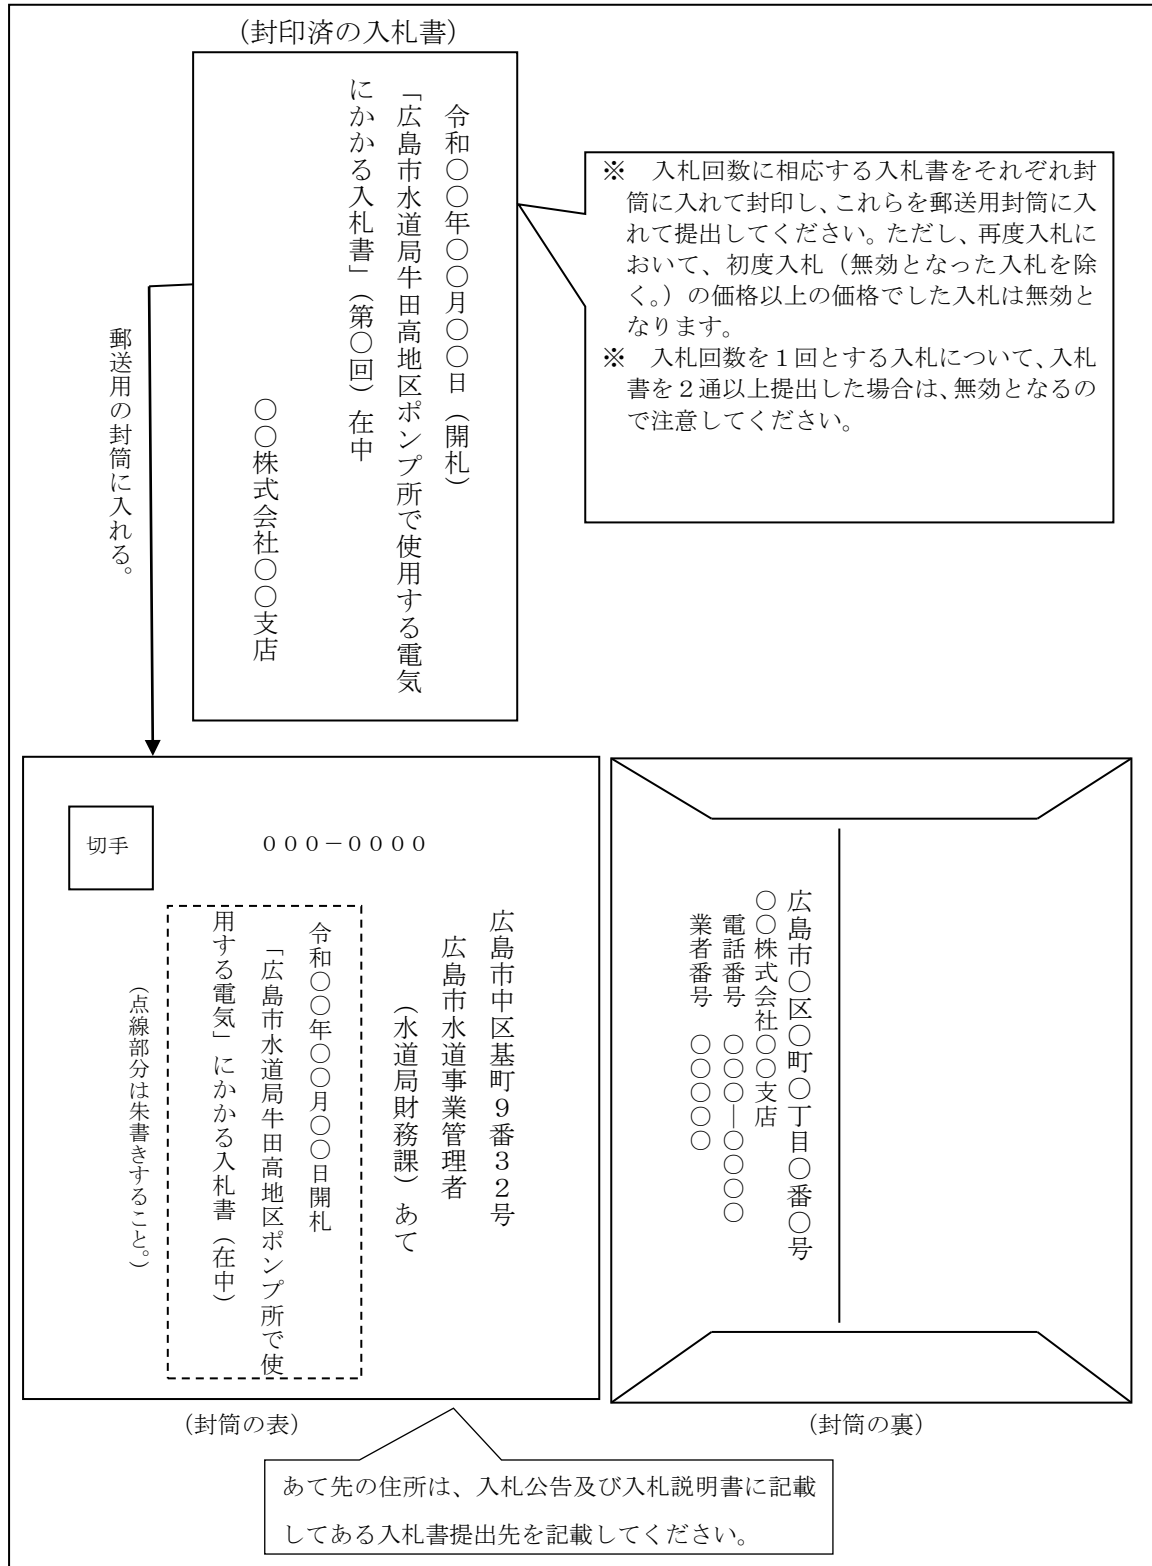 (封印済の入札書)
令和〇〇年〇〇月〇〇日(開札)
「広島市水道局牛田高地区ポンプ所で使用する電気
にかかる入札書」(第〇回)在中
〇〇株式会社〇〇支店
※　入札回数に相応する入札書をそれぞれ封
筒に入れて封印し、これらを郵送用封筒に入
れて提出してください。ただし、再度入札に
おいて、初度入札（無効となった入札を除
く。）の価格以上の価格でした入札は無効と
なります。
※　入札回数を１回とする入札について、入札
書を２通以上提出した場合は、無効となるの
で注意してください。
郵送用の封筒に入れる。
切手
０００－００００
広島市中区基町９番３２号
広島市水道事業管理者
(水道局財務課)あて
令和〇〇年〇〇月〇〇日開札
「広島市水道局牛田高地区ポンプ所で使
用する電気」にかかる入札書(在中)
(点線部分は朱書きすること。)
(封筒の表)
広島市〇区〇町〇丁目〇番〇号
〇〇株式会社〇〇支店
電話番号　〇〇〇―〇〇〇〇
業者番号　〇〇〇〇〇
(封筒の裏)
あて先の住所は、入札公告及び入札説明書に記載
してある入札書提出先を記載してください。